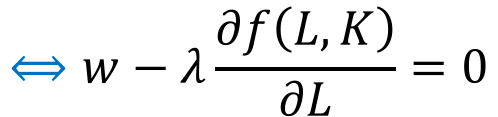 ⟺ w − λ ∂f(L, K)/∂L = 0